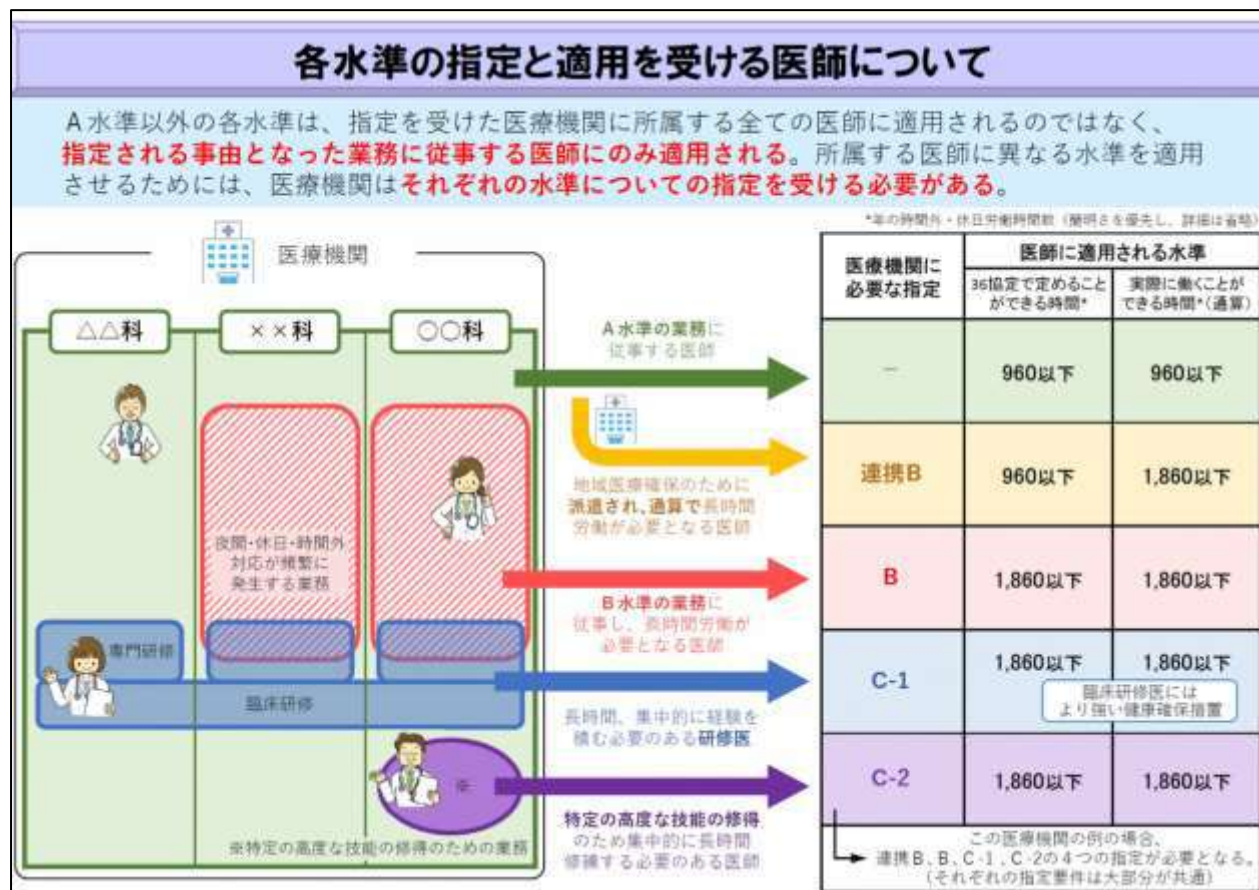 各水準の指定と適用を受ける医師について
A水準以外の各水準は、指定を受けた医療機関に所属する全ての医師に適用されるのではなく、
指定される事由となった業務に従事する医師にのみ適用される。所属する医師に異なる水準を適用
させるためには、医療機関はそれぞれの水準についての指定を受ける必要がある。
*年の時間外・休日労働時間数（簡明さを優先し、詳細は省略）
医療機関
△△科
××科
○○科
夜間・休日・時間外
対応が頻繁に
発生する業務
専門研修
臨床研修
※
※特定の高度な技能の修得のための業務
A水準の業務に
従事する医師
地域医療確保のために
派遣され、通算で長時間
労働が必要となる医師
B水準の業務に
従事し、長時間労働が
必要となる医師
長時間、集中的に経験を
積む必要のある研修医
特定の高度な技能の修得
のため集中的に長時間
修練する必要のある医師
医療機関に
必要な指定
医師に適用される水準
36協定で定めること
ができる時間*
実際に働くことが
できる時間*(通算)
―
960以下
960以下
連携B
960以下
1,860以下
B
1,860以下
1,860以下
C-1
1,860以下
1,860以下
臨床研修医には
より強い健康確保措置
C-2
1,860以下
1,860以下
この医療機関の例の場合、
連携B、B、C-1、C-2の4つの指定が必要となる。
（それぞれの指定要件は大部分が共通）